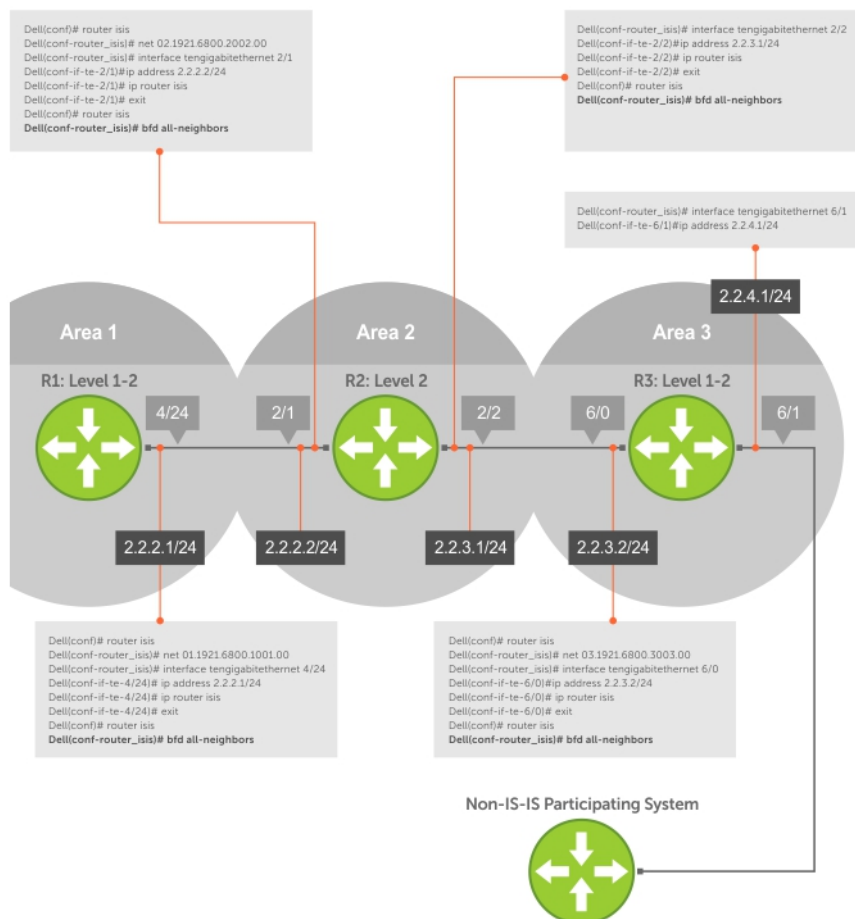 Dell(conf)# router isis
Dell(conf-router_isis)# net 02.1921.6800.2002.00
Dell(conf-router_isis)# interface tengigabitethernet 2/1
Dell(conf-if-te-2/1)#ip address 2.2.2.2/24
Dell(conf-if-te-2/1)# ip router isis
Dell(conf-if-te-2/1)# exit
Dell(conf)# router isis
Dell(conf-router_isis)# bfd all-neighbors
Dell(conf-router_isis)# interface tengigabitethernet 2/2
Dell(conf-if-te-2/2)#ip address 2.2.3.1/24
Dell(conf-if-te-2/2)# ip router isis
Dell(conf-if-te-2/2)# exit
Dell(conf)# router isis
Dell(conf-router_isis)# bfd all-neighbors
Dell(conf-router_isis)# interface tengigabitethernet 6/1
Dell(conf-if-te-6/1)#ip address 2.2.4.1/24
2.2.4.1/24
Area 1
Area 2
Area 3
R1: Level 1-2
R2: Level 2
R3: Level 1-2
4/24
2/1
2/2
6/0
6/1
2.2.2.1/24
2.2.2.2/24
2.2.3.1/24
2.2.3.2/24
Dell(conf)# router isis
Dell(conf-router_isis)# net 01.1921.6800.1001.00
Dell(conf-router_isis)# interface tengigabitethernet 4/24
Dell(conf-if-te-4/24)# ip address 2.2.2.1/24
Dell(conf-if-te-4/24)# ip router isis
Dell(conf-if-te-4/24)# exit
Dell(conf)# router isis
Dell(conf-router_isis)# bfd all-neighbors
Dell(conf)# router isis
Dell(conf-router_isis)# net 03.1921.6800.3003.00
Dell(conf-router_isis)# interface tengigabitethernet 6/0
Dell(conf-if-te-6/0)#ip address 2.2.3.2/24
Dell(conf-if-te-6/0)# ip router isis
Dell(conf-if-te-6/0)# exit
Dell(conf)# router isis
Dell(conf-router_isis)# bfd all-neighbors
Non-IS-IS Participating System